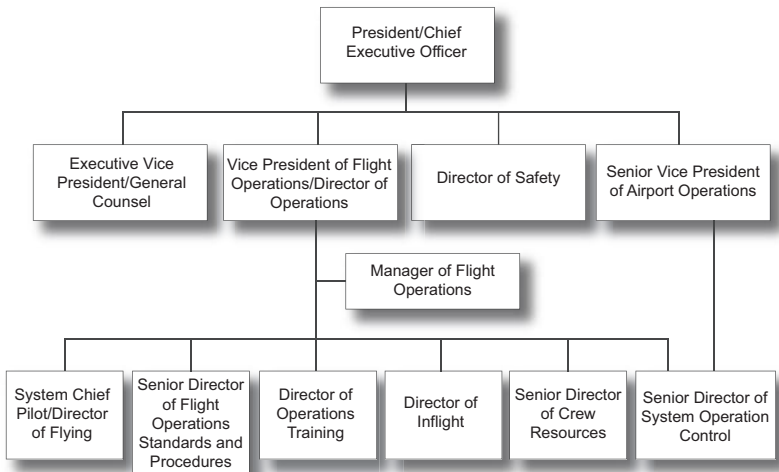 President/Chief
Executive Officer
Executive Vice
President/General
Counsel
Vice President of Flight
Operations/Director of
Operations
Director of Safety
Senior Vice President
of Airport Operations
Manager of Flight
Operations
System Chief
Pilot/Director
of Flying
Senior Director
of Flight
Operations
Standards and
Procedures
Director of
Operations
Training
Director of
Inflight
Senior Director
of Crew
Resources
Senior Director of
System Operation
Control